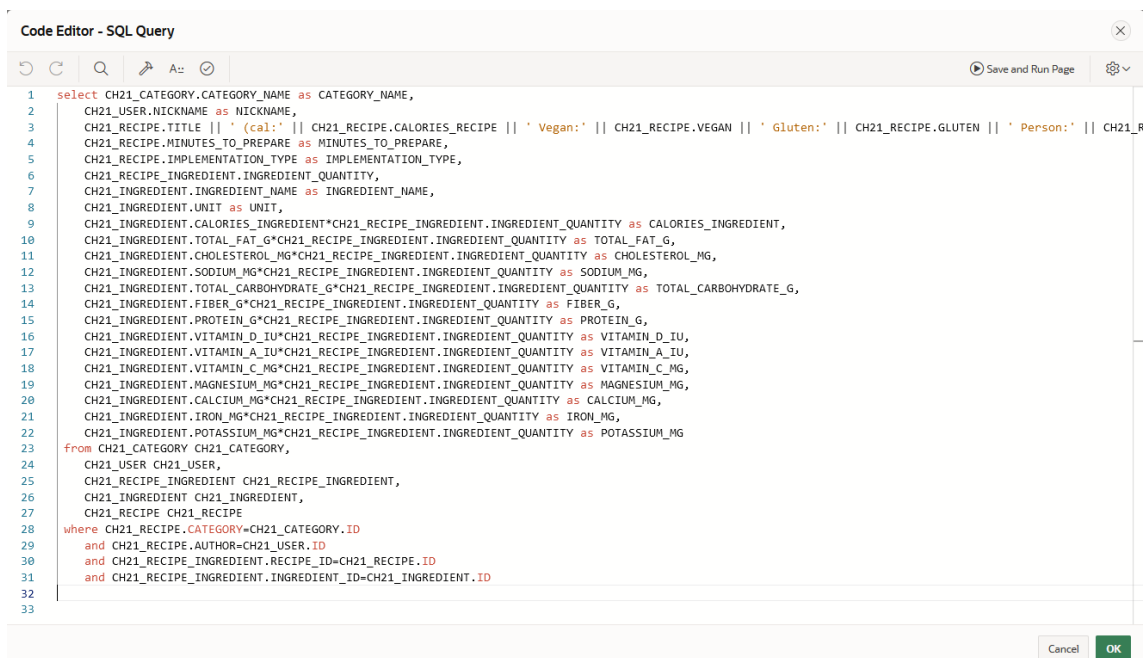 Code Editor - SQL Query
Save and Run Page
1 select CH21_CATEGORY.CATEGORY_NAME as CATEGORY_NAME,
2 CH21_USER.NICKNAME as NICKNAME,
3 CH21_RECIPE.TITLE || ' (cal:' || CH21_RECIPE.CALORIES_RECIPE || ' Vegan:' || CH21_RECIPE.VEGAN || ' Gluten:' || CH21_RECIPE.GLUTEN || ' Person:' || CH21_R
4 CH21_RECIPE.MINUTES_TO_PREPARE as MINUTES_TO_PREPARE,
5 CH21_RECIPE.IMPLEMENTATION_TYPE as IMPLEMENTATION_TYPE,
6 CH21_RECIPE_INGREDIENT.INGREDIENT_QUANTITY,
7 CH21_INGREDIENT.INGREDIENT_NAME as INGREDIENT_NAME,
8 CH21_INGREDIENT.UNIT as UNIT,
9 CH21_INGREDIENT.CALORIES_INGREDIENT*CH21_RECIPE_INGREDIENT.INGREDIENT_QUANTITY as CALORIES_INGREDIENT,
10 CH21_INGREDIENT.TOTAL_FAT_G*CH21_RECIPE_INGREDIENT.INGREDIENT_QUANTITY as TOTAL_FAT_G,
11 CH21_INGREDIENT.CHOLESTEROL_MG*CH21_RECIPE_INGREDIENT.INGREDIENT_QUANTITY as CHOLESTEROL_MG,
12 CH21_INGREDIENT.SODIUM_MG*CH21_RECIPE_INGREDIENT.INGREDIENT_QUANTITY as SODIUM_MG,
13 CH21_INGREDIENT.TOTAL_CARBOHYDRATE_G*CH21_RECIPE_INGREDIENT.INGREDIENT_QUANTITY as TOTAL_CARBOHYDRATE_G,
14 CH21_INGREDIENT.FIBER_G*CH21_RECIPE_INGREDIENT.INGREDIENT_QUANTITY as FIBER_G,
15 CH21_INGREDIENT.PROTEIN_G*CH21_RECIPE_INGREDIENT.INGREDIENT_QUANTITY as PROTEIN_G,
16 CH21_INGREDIENT.VITAMIN_D_IU*CH21_RECIPE_INGREDIENT.INGREDIENT_QUANTITY as VITAMIN_D_IU,
17 CH21_INGREDIENT.VITAMIN_A_IU*CH21_RECIPE_INGREDIENT.INGREDIENT_QUANTITY as VITAMIN_A_IU,
18 CH21_INGREDIENT.VITAMIN_C_MG*CH21_RECIPE_INGREDIENT.INGREDIENT_QUANTITY as VITAMIN_C_MG,
19 CH21_INGREDIENT.MAGNESIUM_MG*CH21_RECIPE_INGREDIENT.INGREDIENT_QUANTITY as MAGNESIUM_MG,
20 CH21_INGREDIENT.CALCIUM_MG*CH21_RECIPE_INGREDIENT.INGREDIENT_QUANTITY as CALCIUM_MG,
21 CH21_INGREDIENT.IRON_MG*CH21_RECIPE_INGREDIENT.INGREDIENT_QUANTITY as IRON_MG,
22 CH21_INGREDIENT.POTASSIUM_MG*CH21_RECIPE_INGREDIENT.INGREDIENT_QUANTITY as POTASSIUM_MG
23 from CH21_CATEGORY CH21_CATEGORY,
24 CH21_USER CH21_USER,
25 CH21_RECIPE_INGREDIENT CH21_RECIPE_INGREDIENT,
26 CH21_INGREDIENT CH21_INGREDIENT,
27 CH21_RECIPE CH21_RECIPE
28 where CH21_RECIPE.CATEGORY=CH21_CATEGORY.ID
29 and CH21_RECIPE.AUTHOR=CH21_USER.ID
30 and CH21_RECIPE_INGREDIENT.RECIPE_ID=CH21_RECIPE.ID
31 and CH21_RECIPE_INGREDIENT.INGREDIENT_ID=CH21_INGREDIENT.ID
32
33
Cancel OK